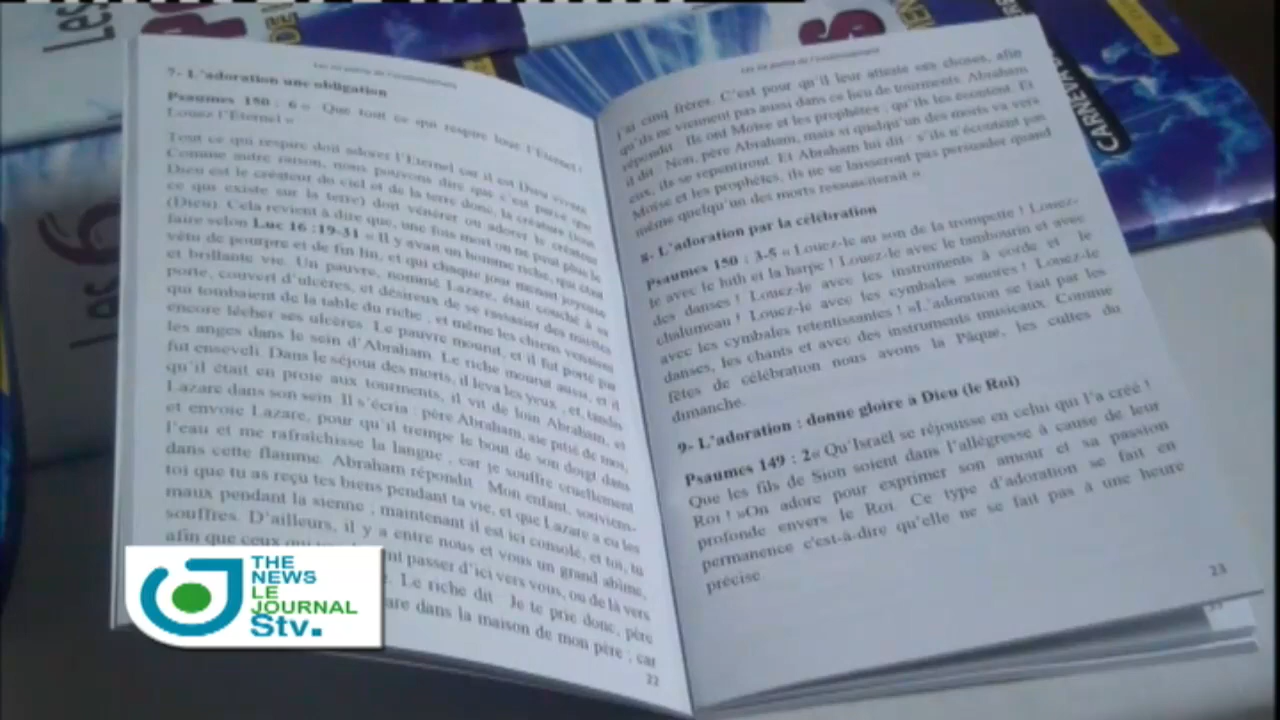 7- L'adoration une obligation
Psaumes 150 : 6 « Que tout ce qui respire loue l'Eternel !
Louez l'Eternel »
Tout ce qui respire doit adorer l'Eternel car il est Dieu vivant
Comme autre raison, nous pouvons dire que c'est parce que
Dieu est le créateur du ciel et de la terre donc, la créature (tout
ce qui existe sur la terre) doit vénérer ou adorer le créateur
(Dieu). Cela revient à dire que, une fois mort on ne peut plus le
faire selon Luc 16 :19-31 « Il y avait un homme riche, qui était
vêtu de pourpre et de fin lin, et qui chaque jour menait joyeuse
et brillante vie. Un pauvre, nommé Lazare, était couché à sa
porte, couvert d'ulcères, et désireux de se rassasier des miettes
qui tombaient de la table du riche ; et même les chiens venaient
encore lécher ses ulcères. Le pauvre mourut, et il fut porté par
les anges dans le sein d'Abraham. Le riche mourut aussi, et il
fut enseveli. Dans le séjour des morts, il leva les yeux ; et, tandis
qu'il était en proie aux tourments, il vit de loin Abraham, et
Lazare dans son sein. Il s'écria : père Abraham, aie pitié de moi,
et envoie Lazare, pour qu'il trempe le bout de son doigt dans
l'eau et me rafraîchisse la langue ; car je souffre cruellement
dans cette flamme. Abraham répondit : Mon enfant, souviens-
toi que tu as reçu tes biens pendant ta vie, et que Lazare a eu les
maux pendant la sienne ; maintenant il est ici consolé, et toi, tu
souffres. D'ailleurs, il y a entre nous et vous un grand abîme,
afin que ceux qui passer d'ici vers vous, ou de là vers
Le riche dit : Je te prie donc, père
dans la maison de mon père ; car
22
j'ai cinq frères. C'est pour qu'il leur atteste ces choses, afin
qu'ils ne viennent pas aussi dans ce lieu de tourments. Abraham
répondit : Ils ont Moïse et les prophètes ; qu'ils les écoutent. Et
il dit : Non, père Abraham, mais si quelqu'un des morts va vers
eux, ils se repentiront. Et Abraham lui dit : s'ils n'écoutent pas
Moïse et les prophètes, ils ne se laisseront pas persuader quand
même quelqu'un des morts ressusciterait »
8- L'adoration par la célébration
Psaumes 150 : 3-5 « Louez-le au son de la trompette ! Louez-
le avec le luth et la harpe ! Louez-le avec le tambourin et avec
des danses ! Louez-le avec les instruments à corde et le
chalumeau ! Louez-le avec les cymbales sonores ! Louez-le
avec les cymbales retentissantes ! »L'adoration se fait par les
danses, les chants et avec des instruments musicaux. Comme
fêtes de célébration nous avons la Pâque, les cultes du
dimanche.
9- L'adoration : donne gloire à Dieu (le Roi)
Psaumes 149 : 2« Qu'Israël se réjouisse en celui qui l'a créé !
Que les fils de Sion soient dans l'allégresse à cause de leur
Roi ! »On adore pour exprimer son amour et sa passion
profonde envers le Roi. Ce type d'adoration se fait en
permanence c'est-à-dire qu'elle ne se fait pas à une heure
précise
23
Les 6
THE
NEWS
LE
JOURNAL
Stv.